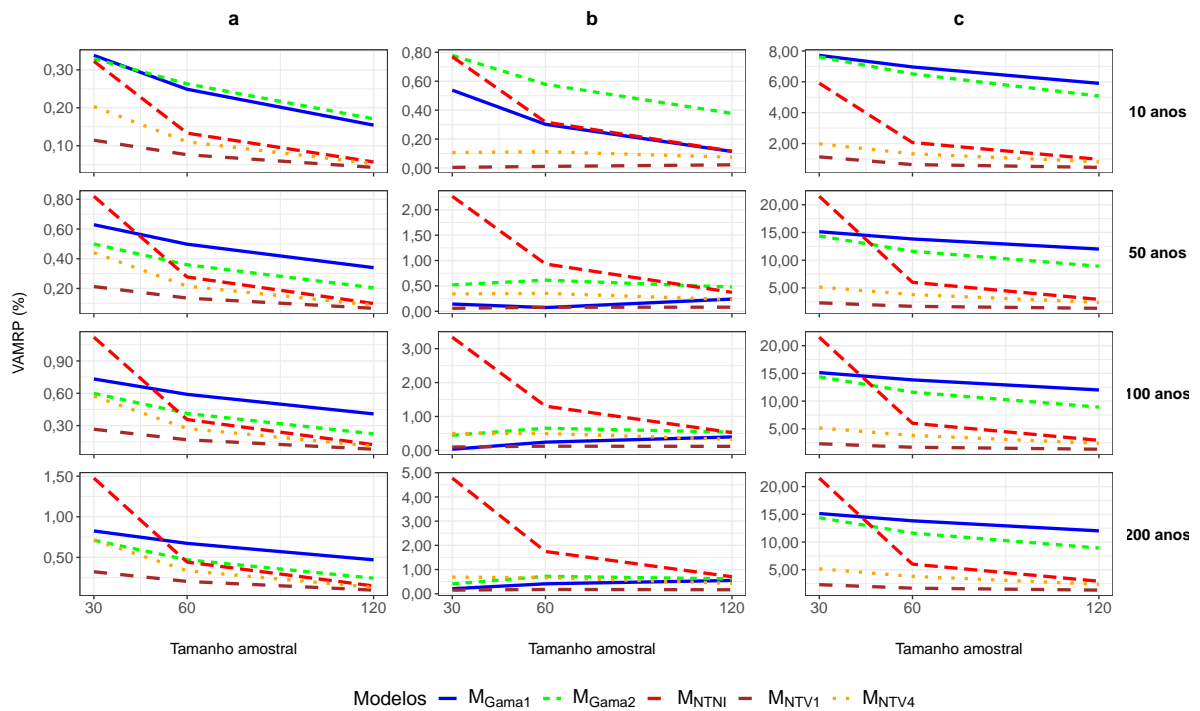 a b c
0,30 0,20 0,10
0,80 0,60 0,40 0,20 0,00
8,00 6,00 4,00 2,00
10 anos
0,80 0,60 0,40 0,20
2,00 1,50 1,00 0,50 0,00
20,00 15,00 10,00 5,00
50 anos
VAMRP (%)
0,90 0,60 0,30
3,00 2,00 1,00 0,00
20,00 15,00 10,00 5,00
100 anos
1,50 1,00 0,50
5,00 4,00 3,00 2,00 1,00 0,00
20,00 15,00 10,00 5,00
200 anos
30 60 120 30 60 120 30 60 120
Tamanho amostral Tamanho amostral Tamanho amostral
Modelos MGama1 MGama2 MNTNI MNTV1 MNTV4